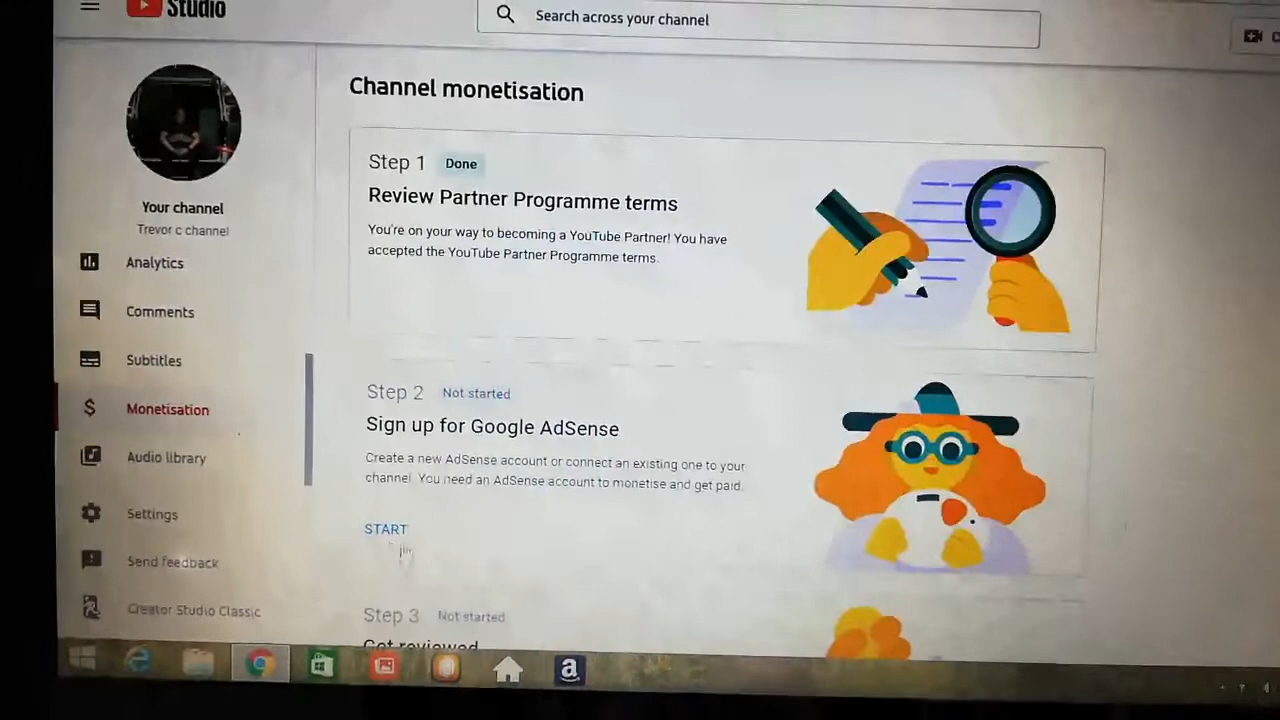 Studio
Search across your channel
Your channel
Trevor c channel
Analytics
Comments
Subtitles
Monetisation
Audio library
Settings
Send feedback
Creator Studio Classic
Channel monetisation
Step 1 Done
Review Partner Programme terms
You're on your way to becoming a YouTube Partner! You have
accepted the YouTube Partner Programme terms.
Step 2 Not started
Sign up for Google AdSense
Create a new AdSense account or connect an existing one to your
channel. You need an AdSense account to monetise and get paid.
START
Step 3 Not started
Get reviewed